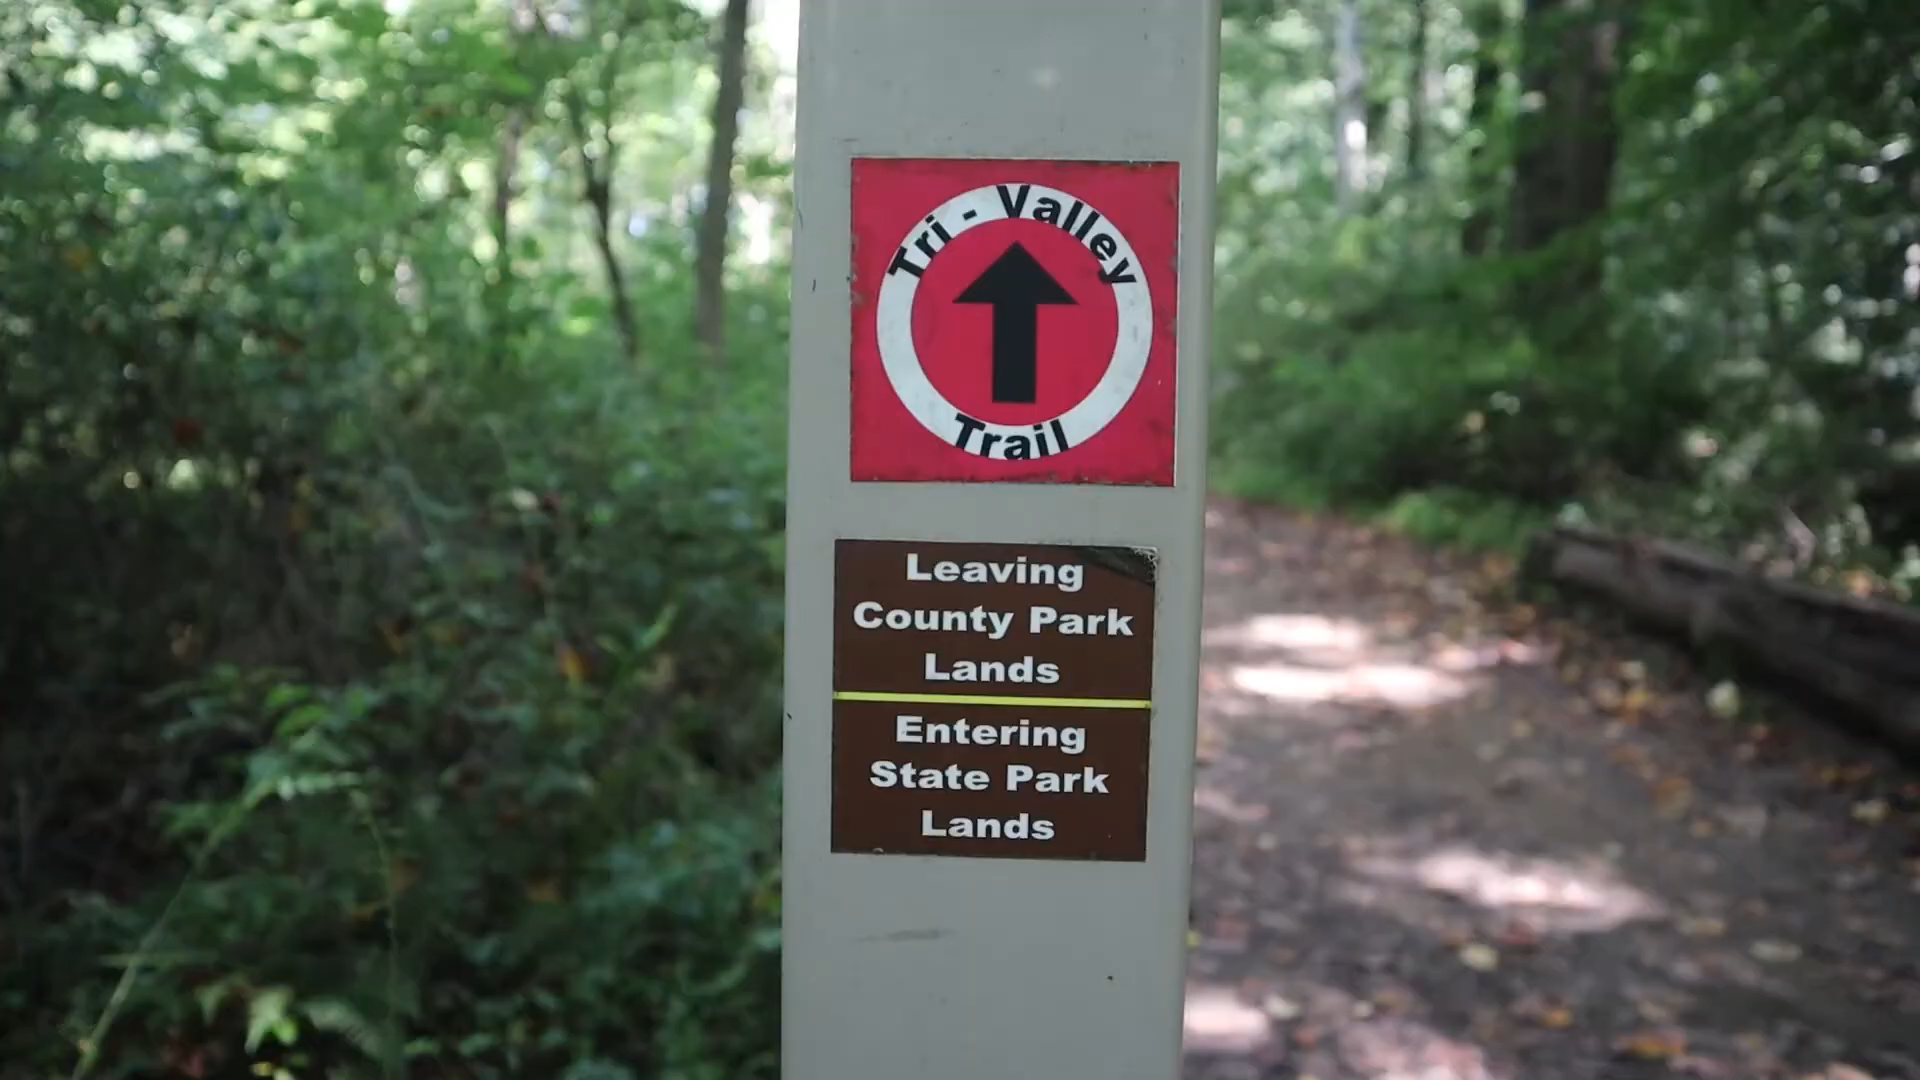 Tri - Valley
Trail
Leaving
County Park
Lands
Entering
State Park
Lands